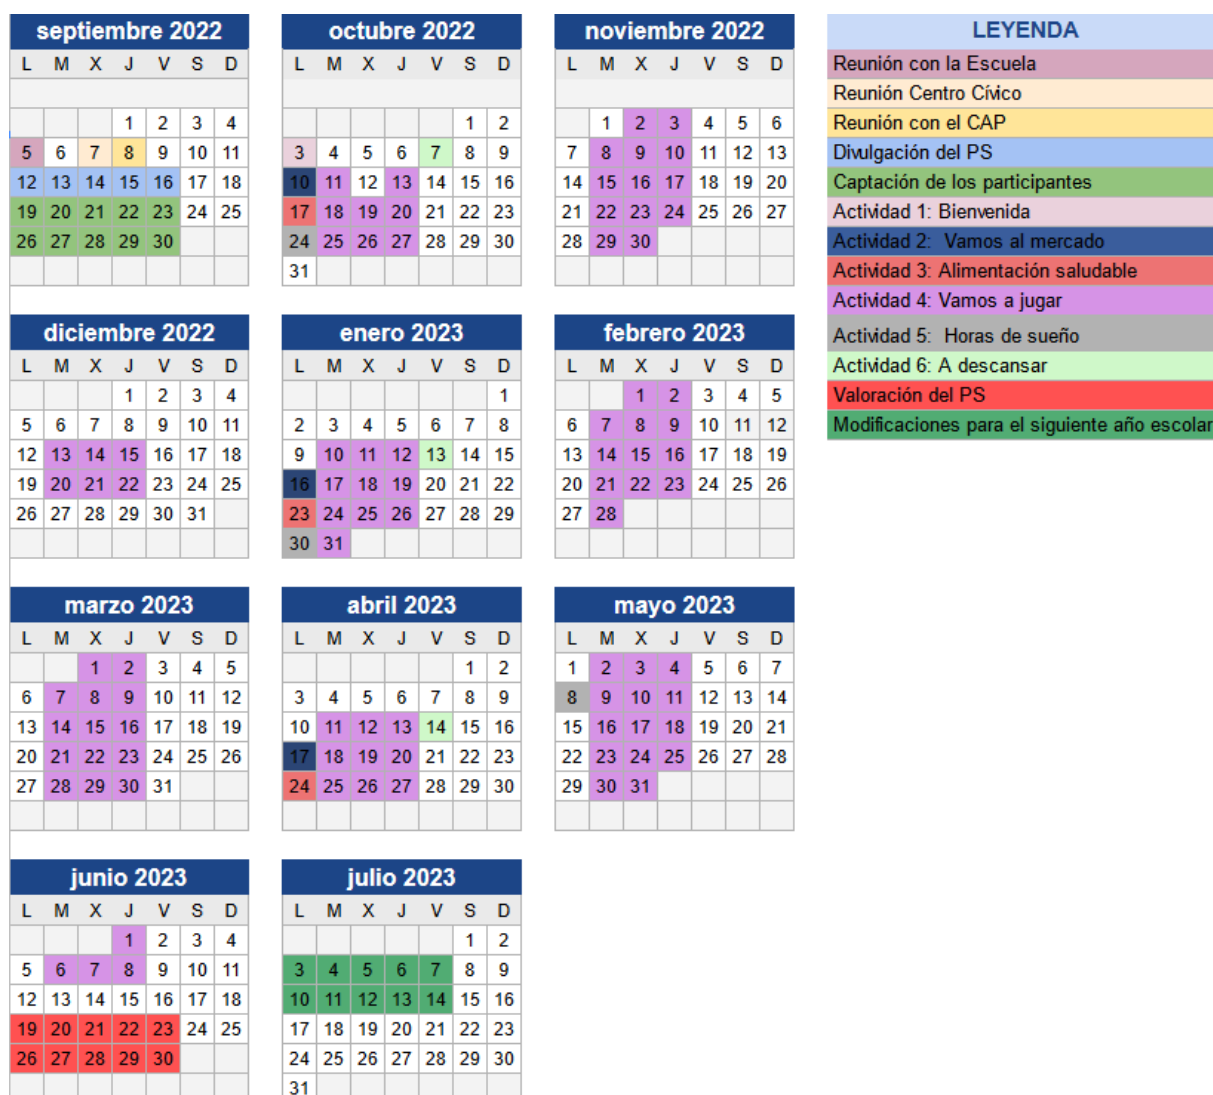 septiembre 2022
L M X J V S D
1 2 3 4
5 6 7 8 9 10 11
12 13 14 15 16 17 18
19 20 21 22 23 24 25
26 27 28 29 30
octubre 2022
L M X J V S D
1 2
3 4 5 6 7 8 9
10 11 12 13 14 15 16
17 18 19 20 21 22 23
24 25 26 27 28 29 30
31
noviembre 2022
L M X J V S D
1 2 3 4 5 6
7 8 9 10 11 12 13
14 15 16 17 18 19 20
21 22 23 24 25 26 27
28 29 30
LEYENDA
Reunión con la Escuela
Reunión Centro Cívico
Reunión con el CAP
Divulgación del PS
Captación de los participantes
Actividad 1: Bienvenida
Actividad 2: Vamos al mercado
Actividad 3: Alimentación saludable
Actividad 4: Vamos a jugar
Actividad 5: Horas de sueño
Actividad 6: A descansar
Valoración del PS
Modificaciones para el siguiente año escolar
diciembre 2022
L M X J V S D
1 2 3 4
5 6 7 8 9 10 11
12 13 14 15 16 17 18
19 20 21 22 23 24 25
26 27 28 29 30 31
enero 2023
L M X J V S D
1
2 3 4 5 6 7 8
9 10 11 12 13 14 15
16 17 18 19 20 21 22
23 24 25 26 27 28 29
30 31
febrero 2023
L M X J V S D
1 2 3 4 5
6 7 8 9 10 11 12
13 14 15 16 17 18 19
20 21 22 23 24 25 26
27 28
marzo 2023
L M X J V S D
1 2 3 4 5
6 7 8 9 10 11 12
13 14 15 16 17 18 19
20 21 22 23 24 25 26
27 28 29 30 31
abril 2023
L M X J V S D
1 2
3 4 5 6 7 8 9
10 11 12 13 14 15 16
17 18 19 20 21 22 23
24 25 26 27 28 29 30
mayo 2023
L M X J V S D
1 2 3 4 5 6 7
8 9 10 11 12 13 14
15 16 17 18 19 20 21
22 23 24 25 26 27 28
29 30 31
junio 2023
L M X J V S D
1 2 3 4
5 6 7 8 9 10 11
12 13 14 15 16 17 18
19 20 21 22 23 24 25
26 27 28 29 30
julio 2023
L M X J V S D
1 2
3 4 5 6 7 8 9
10 11 12 13 14 15 16
17 18 19 20 21 22 23
24 25 26 27 28 29 30
31